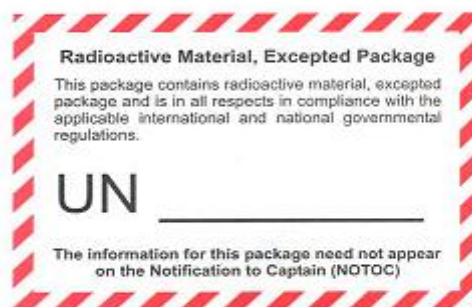 Radioactive Material, Excepted Package
This package contains radioactive material, excepted
package and is in all respects in compliance with the
applicable international and national governmental
regulations.
UN
The information for this package need not appear
on the Notification to Captain (NOTOC)